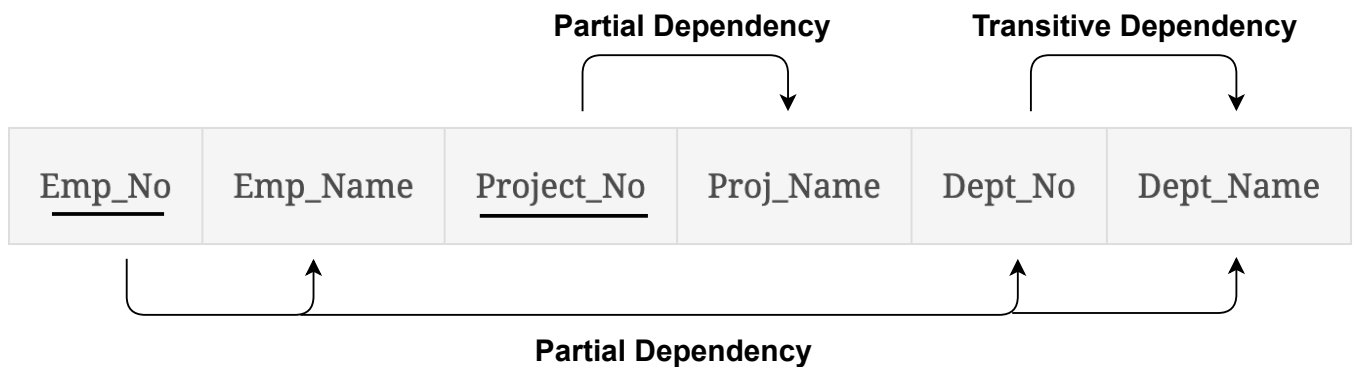 Partial Dependency Transitive Dependency
Emp_No Emp_Name Project_No Proj_Name Dept_No Dept_Name
Partial Dependency